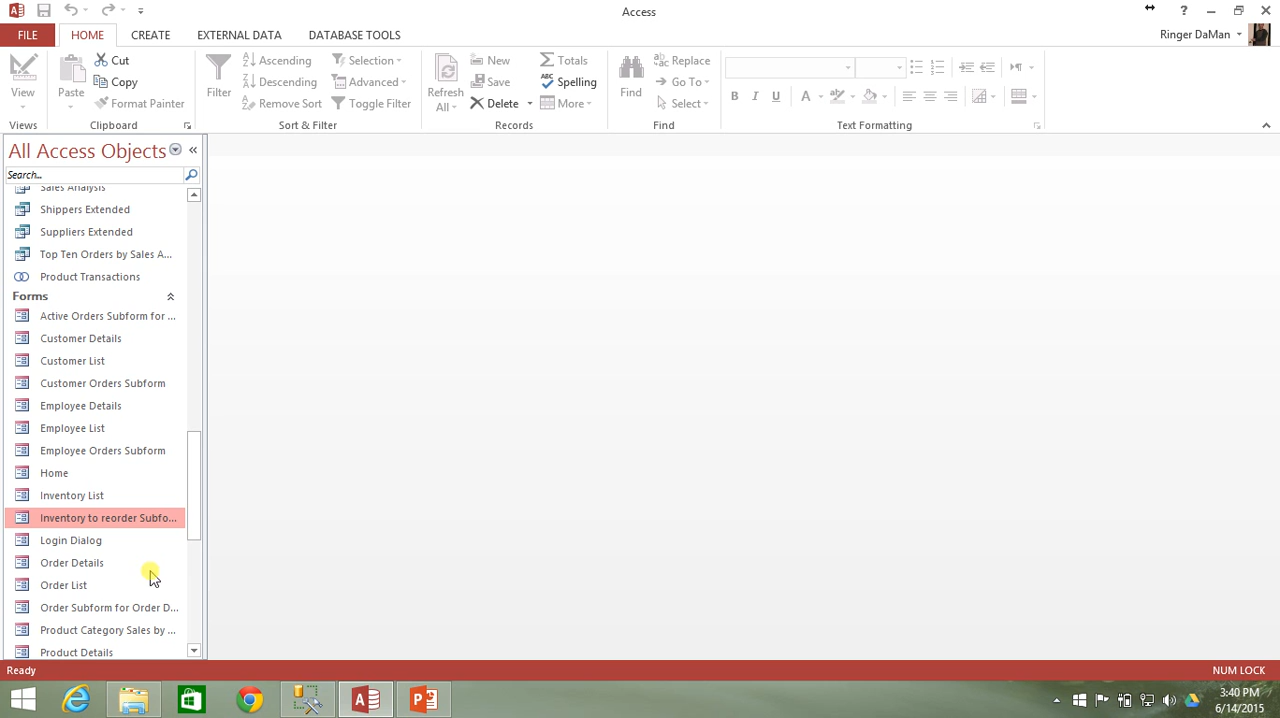 Access
FILE HOME CREATE EXTERNAL DATA DATABASE TOOLS Ringer DaMan
View Paste Cut Copy Format Painter Filter Ascending Descending Remove Sort Selection Advanced Toggle Filter Refresh All New Save Delete Totals Spelling More Find Replace Go To Select B I U A
Views Clipboard Sort & Filter Records Find Text Formatting
All Access Objects
Search...
Sales Analysis
Shippers Extended
Suppliers Extended
Top Ten Orders by Sales A...
Product Transactions
Forms
Active Orders Subform for ...
Customer Details
Customer List
Customer Orders Subform
Employee Details
Employee List
Employee Orders Subform
Home
Inventory List
Inventory to reorder Subfo...
Login Dialog
Order Details
Order List
Order Subform for Order D...
Product Category Sales by ...
Product Details
Ready NUM LOCK
3:40 PM
6/14/2015